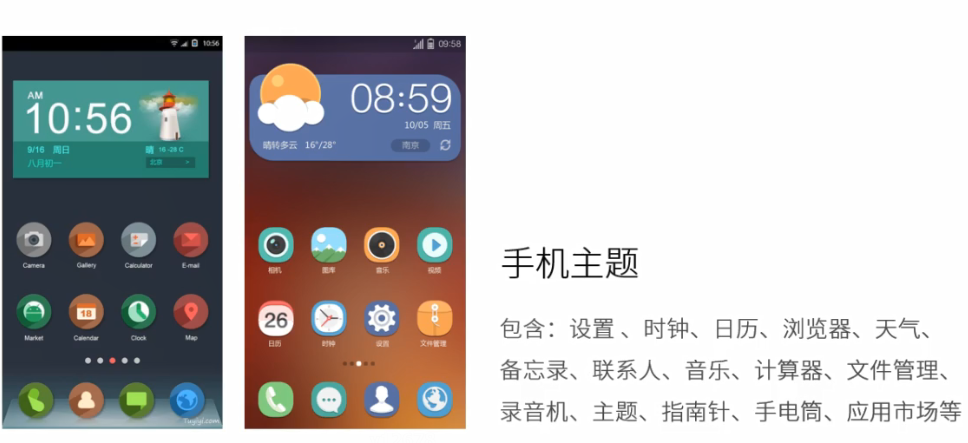 10:56
AM
10:56
9/16 周日
晴 16 -28 C
八月初一
北京 >
Camera
Gallery
Calculator
E-mail
18
Market
Calendar
Clock
Map
Tuyiyi.com
09:58
08:59
10/05 周五
晴转多云 16°/28°
南京
相机
图库
音乐
视频
26
日历
时钟
设置
文件管理
手机主题
包含：设置 、时钟、日历、浏览器、天气、
备忘录、联系人、音乐、计算器、文件管理、
录音机、主题、指南针、手电筒、应用市场等